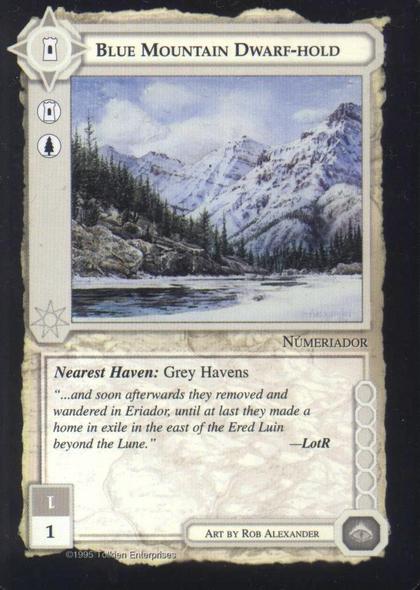 BLUE MOUNTAIN DWARF-HOLD
NÚMERIADOR
Nearest Haven: Grey Havens
“...and soon afterwards they removed and
wandered in Eriador, until at last they made a
home in exile in the east of the Ered Luin
beyond the Lune.” —LotR
1
1
ART BY ROB ALEXANDER
©1995 Tolkien Enterprises